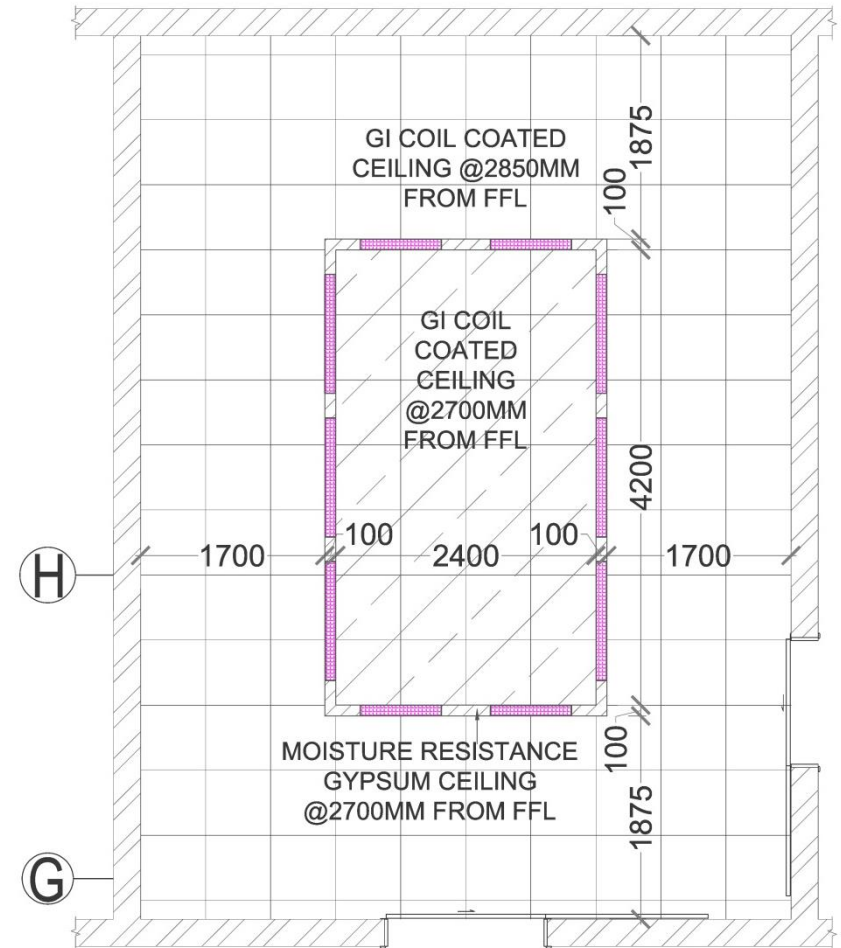 GI COIL COATED
CEILING @2850MM
FROM FFL
1875
100
GI COIL
COATED
CEILING
@2700MM
FROM FFL
4200
1700
100
2400
100
1700
H
MOISTURE RESISTANCE
GYPSUM CEILING
@2700MM FROM FFL
100
1875
G